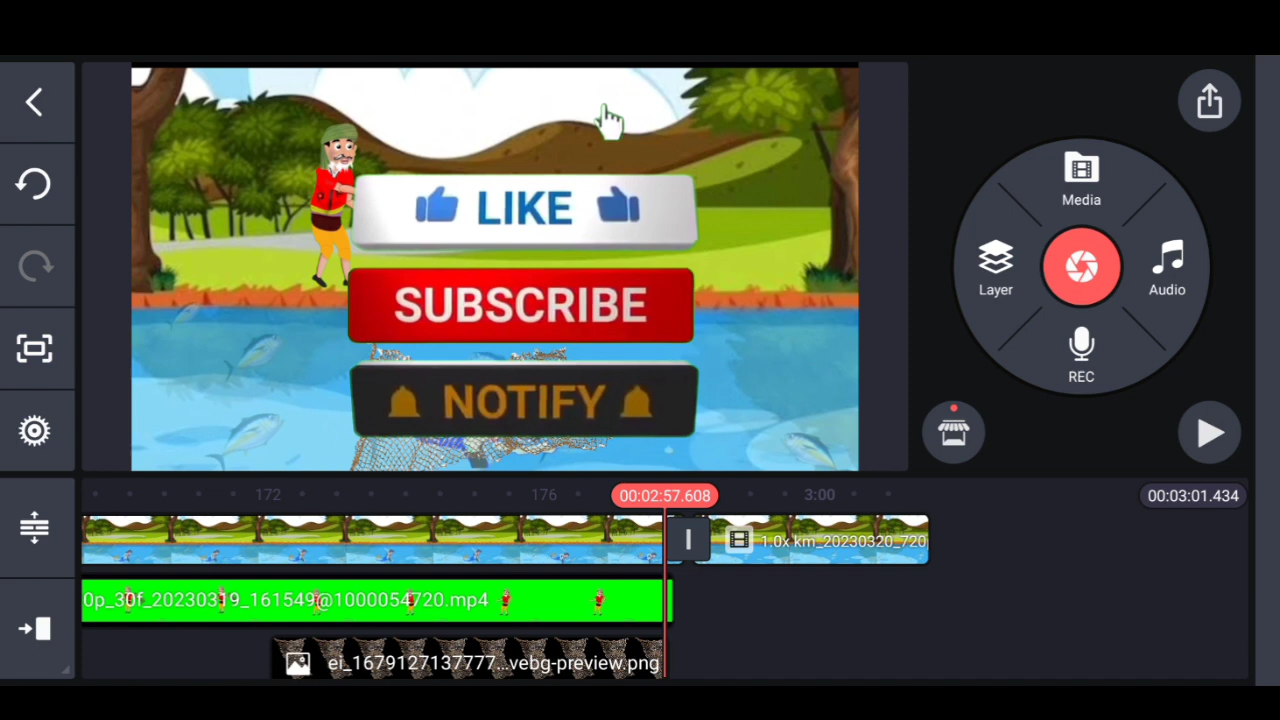 LIKE
SUBSCRIBE
NOTIFY
Media
Layer
Audio
REC
172
176
00:02:57.608
3:00
00:03:01.434
1.0x km_20230320_720
0p_30f_20230319_161549@1000054720.mp4
ei_1679127137777...vebg-preview.png